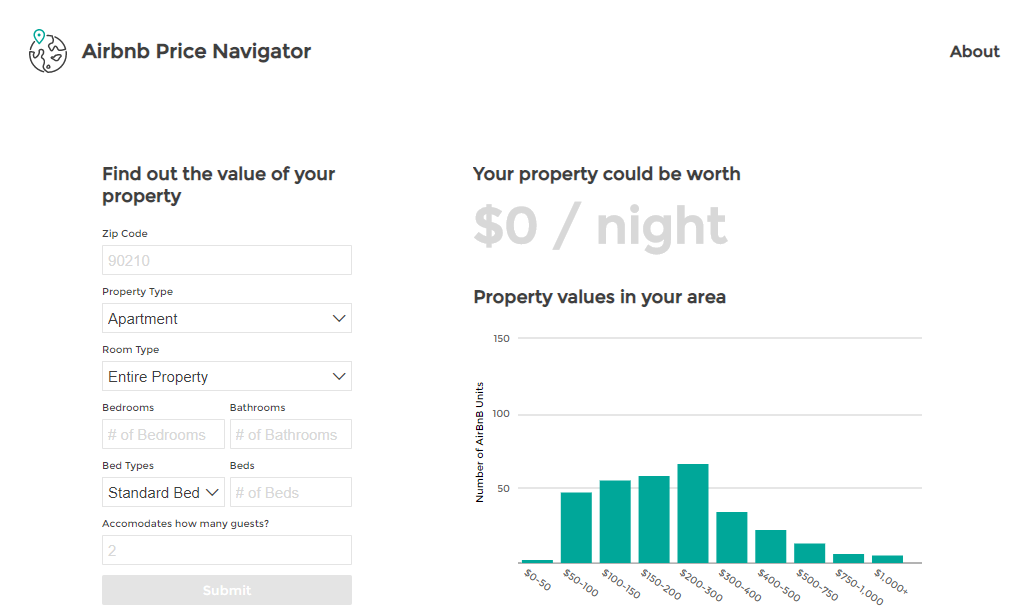 Airbnb Price Navigator
About
Find out the value of your
property
Zip Code
90210
Property Type
Apartment
Room Type
Entire Property
Bedrooms
Bathrooms
# of Bedrooms
# of Bathrooms
Bed Types
Beds
Standard Bed
# of Beds
Accomodates how many guests?
2
Submit
Your property could be worth
$0 / night
Property values in your area
Number of AirBnB Units
150
100
50
$0-50
$50-100
$100-150
$150-200
$200-300
$300-400
$400-500
$500-750
$750-1,000
$1,000+